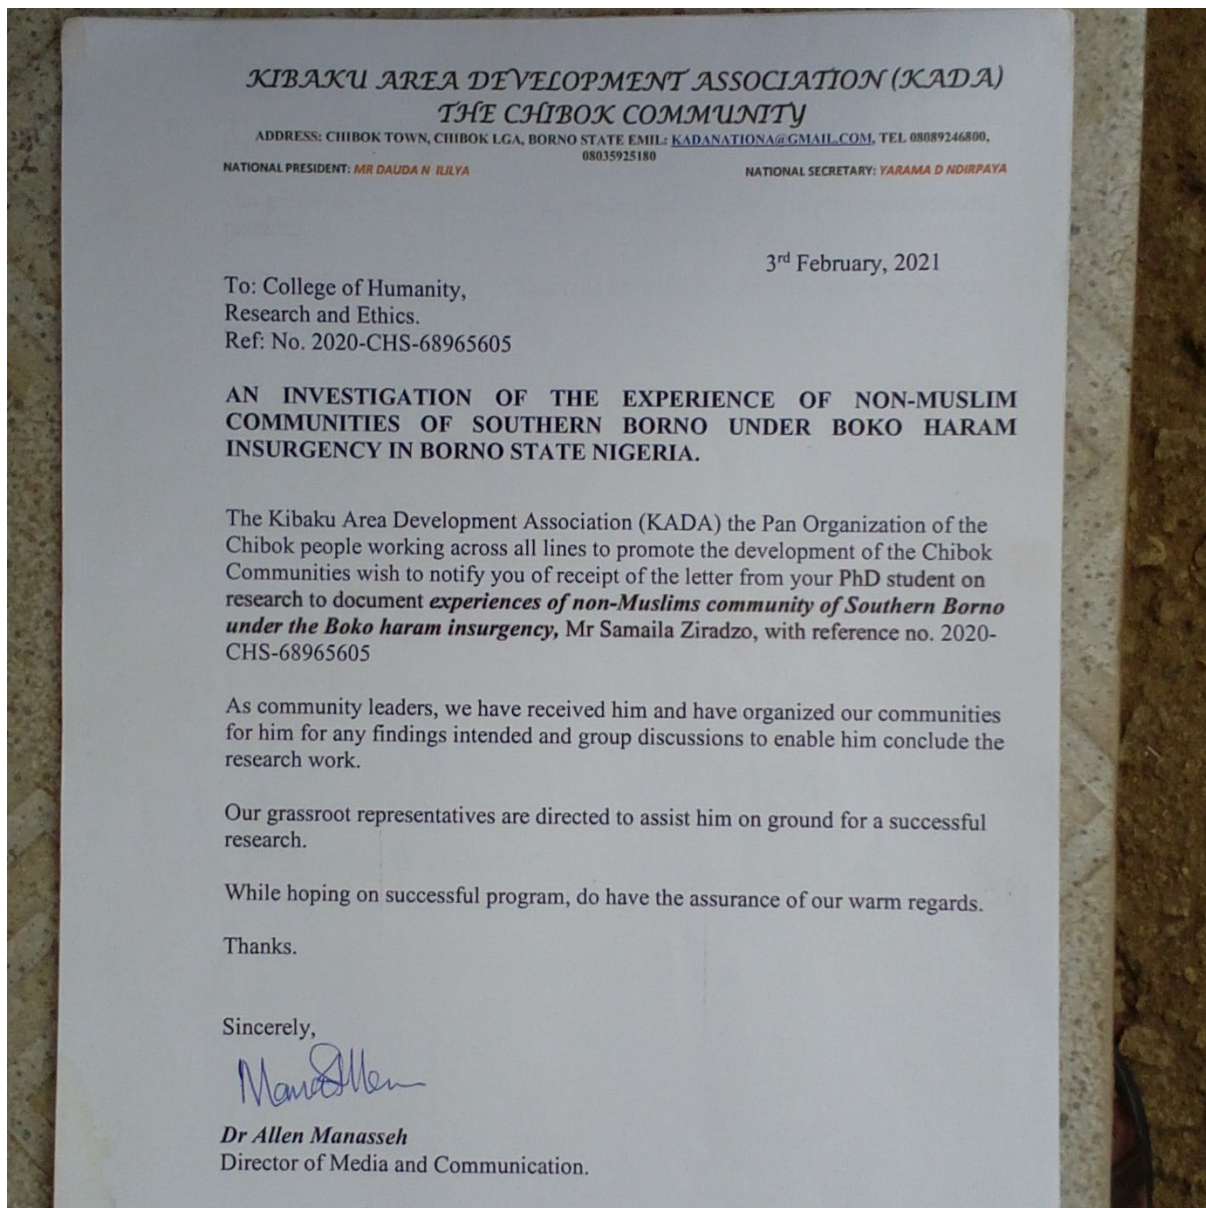 KIBAKU AREA DEVELOPMENT ASSOCIATION (KADA)
THE CHIBOK COMMUNITY
ADDRESS: CHIBOK TOWN, CHIBOK LGA, BORNO STATE EMIL: KADANATIONA@GMAIL.COM, TEL 08089246800,
08035925180
NATIONAL PRESIDENT: MR DAUDA N ILILYA
NATIONAL SECRETARY: YARAMA D NDIRPAYA
3rd February, 2021
To: College of Humanity,
Research and Ethics.
Ref: No. 2020-CHS-68965605
AN INVESTIGATION OF THE EXPERIENCE OF NON-MUSLIM
COMMUNITIES OF SOUTHERN BORNO UNDER BOKO HARAM
INSURGENCY IN BORNO STATE NIGERIA.
The Kibaku Area Development Association (KADA) the Pan Organization of the
Chibok people working across all lines to promote the development of the Chibok
Communities wish to notify you of receipt of the letter from your PhD student on
research to document experiences of non-Muslims community of Southern Borno
under the Boko haram insurgency, Mr Samaila Ziradzo, with reference no. 2020-
CHS-68965605
As community leaders, we have received him and have organized our communities
for him for any findings intended and group discussions to enable him conclude the
research work.
Our grassroot representatives are directed to assist him on ground for a successful
research.
While hoping on successful program, do have the assurance of our warm regards.
Thanks.
Sincerely,
Dr Allen Manasseh
Director of Media and Communication.